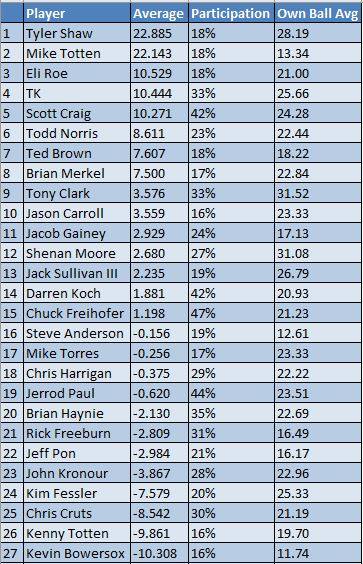 Player Average Participation Own Ball Avg
1 Tyler Shaw 22.885 18% 28.19
2 Mike Totten 22.143 18% 13.34
3 Eli Roe 10.529 18% 21.00
4 TK 10.444 33% 25.66
5 Scott Craig 10.271 42% 24.28
6 Todd Norris 8.611 23% 22.44
7 Ted Brown 7.607 18% 18.22
8 Brian Merkel 7.500 17% 22.84
9 Tony Clark 3.576 33% 31.52
10 Jason Carroll 3.559 16% 23.33
11 Jacob Gainey 2.929 24% 17.13
12 Shenan Moore 2.680 27% 31.08
13 Jack Sullivan III 2.235 19% 26.79
14 Darren Koch 1.881 42% 20.93
15 Chuck Freihofer 1.198 47% 21.23
16 Steve Anderson -0.156 19% 12.61
17 Mike Torres -0.256 17% 23.33
18 Chris Harrigan -0.375 29% 22.22
19 Jerrod Paul -0.620 44% 23.51
20 Brian Haynie -2.130 35% 22.69
21 Rick Freeburn -2.809 31% 16.49
22 Jeff Pon -2.984 21% 16.17
23 John Kronour -3.867 28% 22.96
24 Kim Fessler -7.579 20% 25.33
25 Chris Cruts -8.542 30% 21.19
26 Kenny Totten -9.861 16% 19.70
27 Kevin Bowersox -10.308 16% 11.74